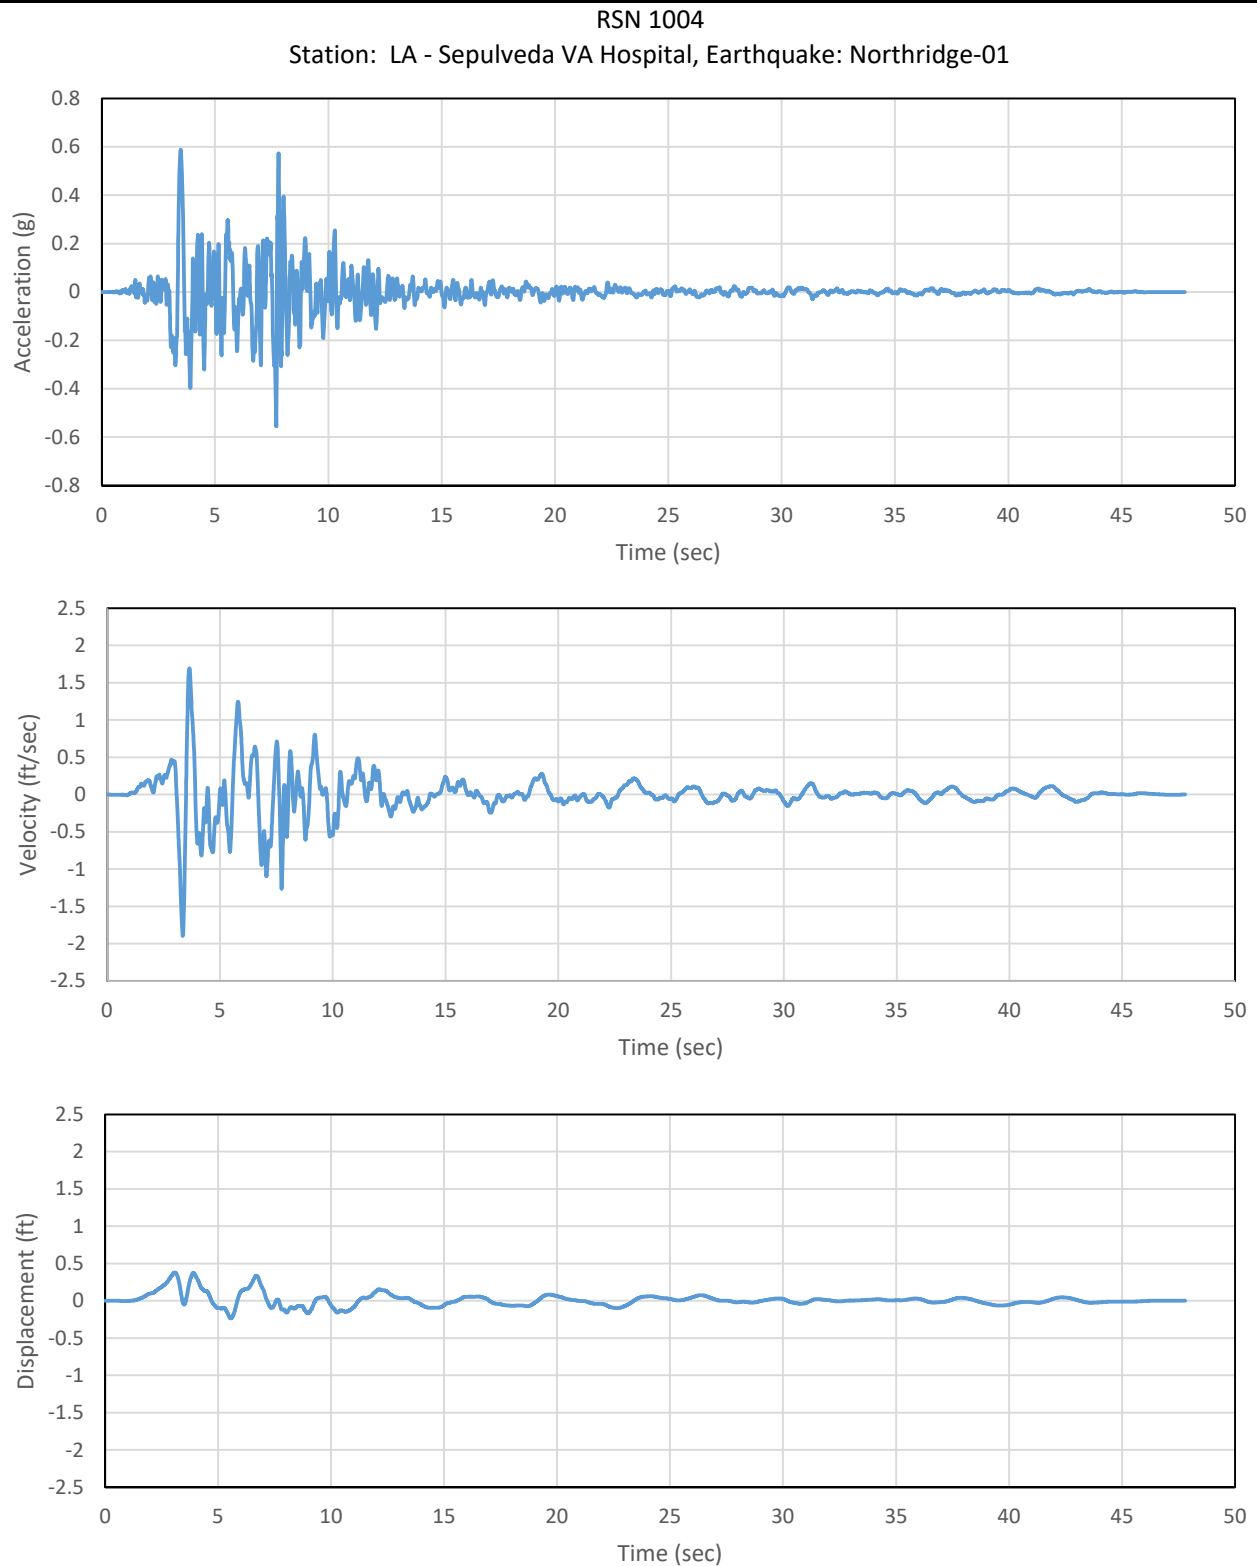 RSN 1004
Station:  LA - Sepulveda VA Hospital, Earthquake: Northridge-01
0.8
0.6
0.4
0.2
0
-0.2
-0.4
-0.6
-0.8
Acceleration (g)
0 5 10 15 20 25 30 35 40 45 50
Time (sec)
2.5
2
1.5
1
0.5
0
-0.5
-1
-1.5
-2
-2.5
Velocity (ft/sec)
0 5 10 15 20 25 30 35 40 45 50
Time (sec)
2.5
2
1.5
1
0.5
0
-0.5
-1
-1.5
-2
-2.5
Displacement (ft)
0 5 10 15 20 25 30 35 40 45 50
Time (sec)